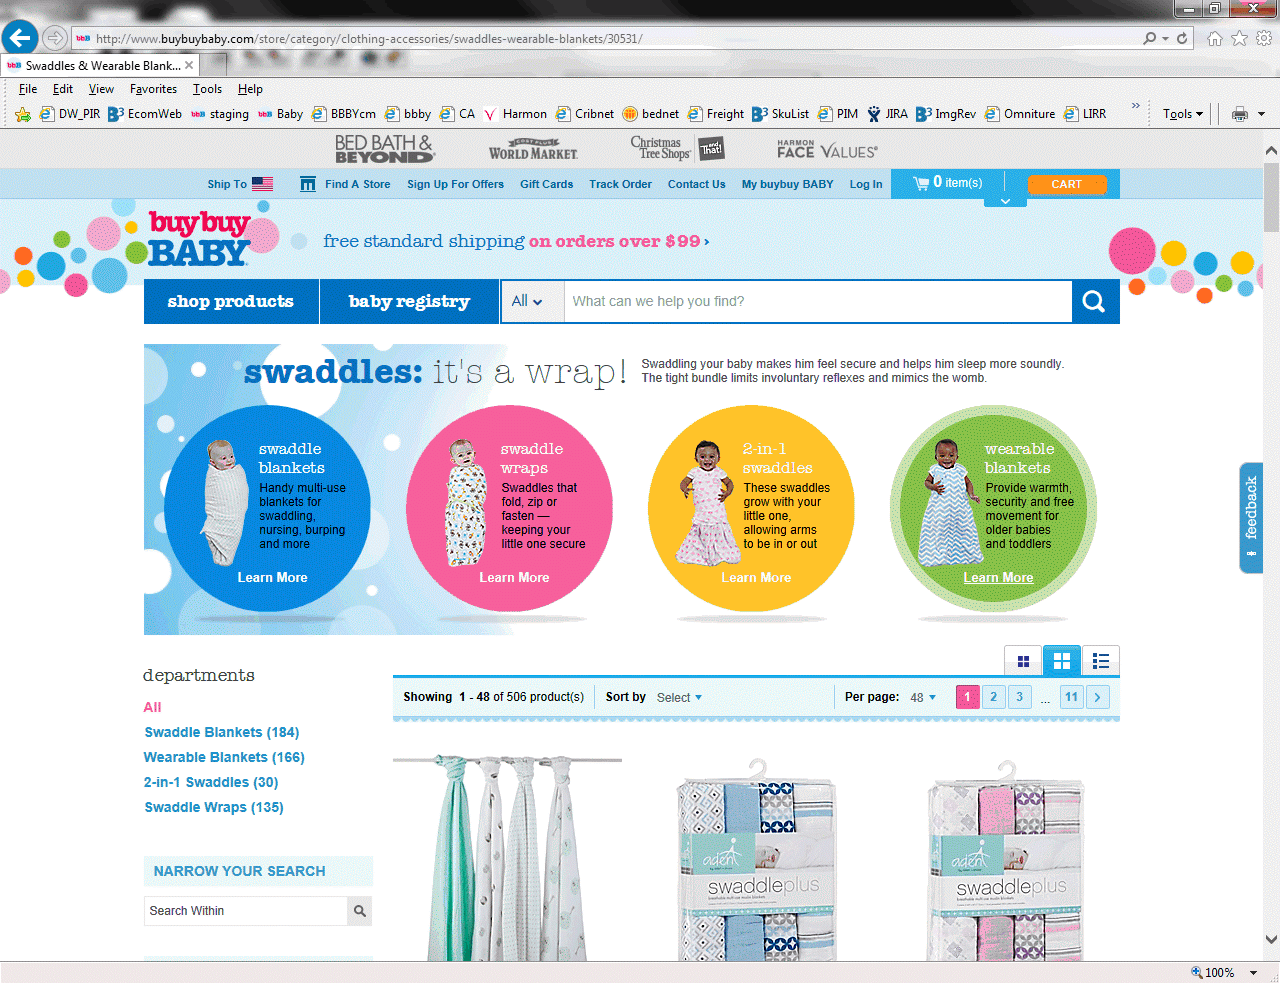 http://www.buybuybaby.com/store/category/clothing-accessories/swaddles-wearable-blankets/30531/
bbB Swaddles & Wearable Blank...
File Edit View Favorites Tools Help
DW_PIR B3 EcomWeb bbB staging bbB Baby BBBYcm bbby CA Harmon Cribnet bednet Freight B3 SkuList PIM JIRA B3 ImgRev Omniture LIRR » Tools
BED BATH & BEYOND COST PLUS WORLD MARKET Christmas Tree Shops and That! HARMON FACE VALUES
Ship To Find A Store Sign Up For Offers Gift Cards Track Order Contact Us My buybuy BABY Log In 0 item(s) CART
buybuy
BABY
free standard shipping on orders over $99 ›
shop products baby registry All What can we help you find?
swaddles: it's a wrap!
Swaddling your baby makes him feel secure and helps him sleep more soundly.
The tight bundle limits involuntary reflexes and mimics the womb.
swaddle
blankets
Handy multi-use
blankets for
swaddling,
nursing, burping
and more
Learn More
swaddle
wraps
Swaddles that
fold, zip or
fasten —
keeping your
little one secure
Learn More
2-in-1
swaddles
These swaddles
grow with your
little one,
allowing arms
to be in or out
Learn More
wearable
blankets
Provide warmth,
security and free
movement for
older babies
and toddlers
Learn More
feedback
departments
All
Swaddle Blankets (184)
Wearable Blankets (166)
2-in-1 Swaddles (30)
Swaddle Wraps (135)
NARROW YOUR SEARCH
Search Within
Showing 1 - 48 of 506 product(s) Sort by Select Per page: 48 1 2 3 ... 11 >
aden
swaddleplus
aden
swaddleplus
100%